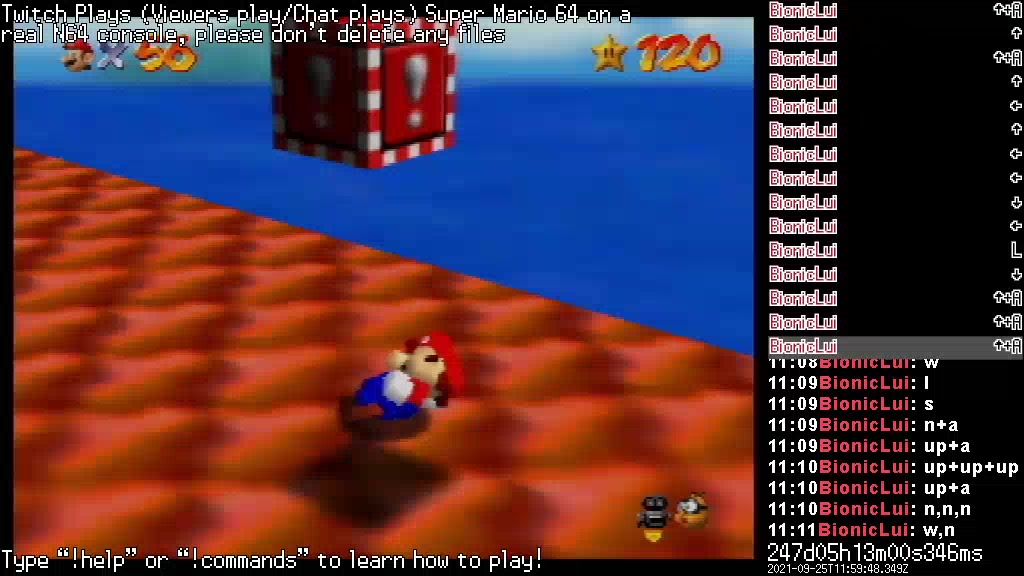 Twitch Plays (Viewers play/Chat plays) Super Mario 64 on a
real N64 console, please don't delete any files
× 56
120
BionicLui ↑+A
BionicLui ↑
BionicLui ↑+A
BionicLui ↑
BionicLui ←
BionicLui ↑
BionicLui ←
BionicLui ←
BionicLui ↓
BionicLui ←
BionicLui L
BionicLui ↓
BionicLui ↑+A
BionicLui ↑+A
BionicLui ↑+A
11:08BionicLui: w
11:09BionicLui: l
11:09BionicLui: s
11:09BionicLui: n+a
11:09BionicLui: up+a
11:10BionicLui: up+up+up
11:10BionicLui: up+a
11:10BionicLui: n,n,n
11:11BionicLui: w,n
247d05h13m00s346ms
2021-09-25T11:59:48.349Z
Type “!help” or “!commands” to learn how to play!